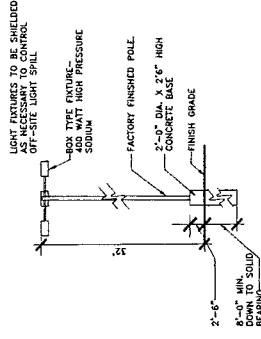 LIGHT FIXTURES TO BE SHIELDED
AS NECESSARY TO CONTROL
OFF-SITE LIGHT SPILL
BOX TYPE FIXTURE-
400 WATT HIGH PRESSURE
SODIUM
FACTORY FINISHED POLE.
2'-0" DIA. X 2'6" HIGH
CONCRETE BASE
FINISH GRADE
32'
2'-6"
8'-0" MIN.
DOWN TO SOLID
BEARING